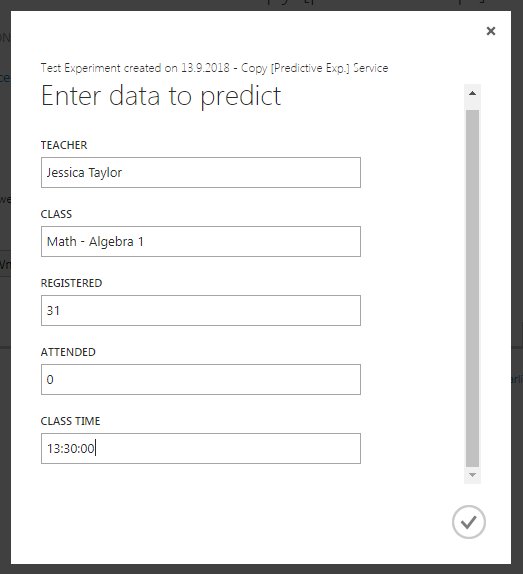 Test Experiment created on 13.9.2018 - Copy [Predictive Exp.] Service
Enter data to predict
TEACHER
Jessica Taylor
CLASS
Math - Algebra 1
REGISTERED
31
ATTENDED
0
CLASS TIME
13:30:00